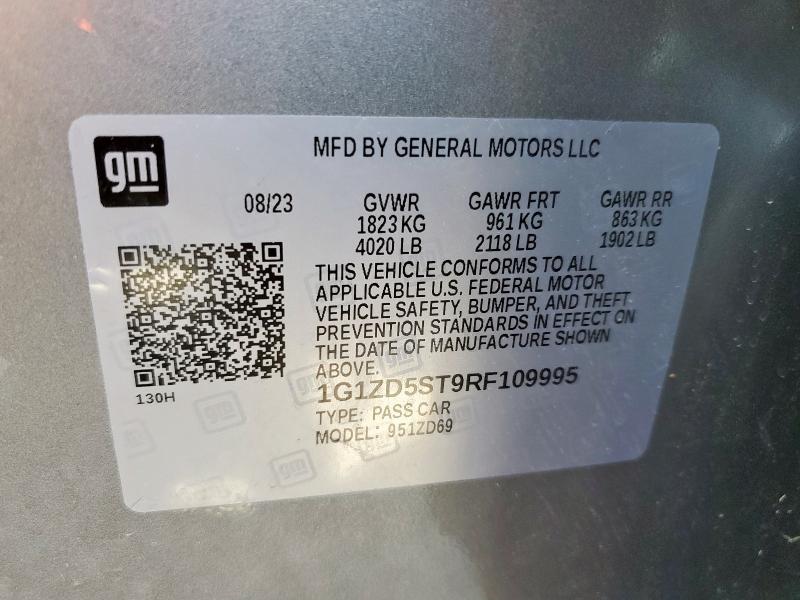 gm
MFD BY GENERAL MOTORS LLC
08/23 GVWR GAWR FRT GAWR RR
1823 KG 961 KG 863 KG
4020 LB 2118 LB 1902 LB
THIS VEHICLE CONFORMS TO ALL
APPLICABLE U.S. FEDERAL MOTOR
VEHICLE SAFETY, BUMPER, AND THEFT
PREVENTION STANDARDS IN EFFECT ON
THE DATE OF MANUFACTURE SHOWN
ABOVE.
130H
1G1ZD5ST9RF109995
TYPE: PASS CAR
MODEL: 951ZD69